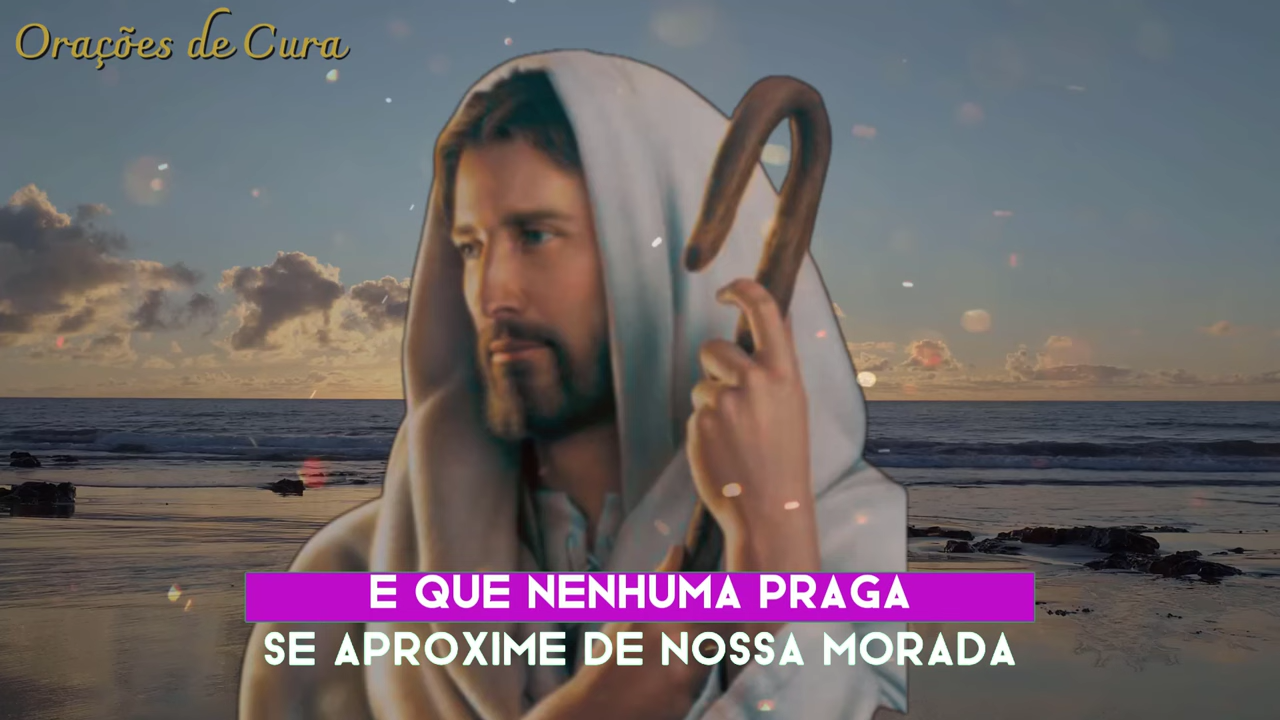 Orações de Cura
E QUE NENHUMA PRAGA
SE APROXIME DE NOSSA MORADA